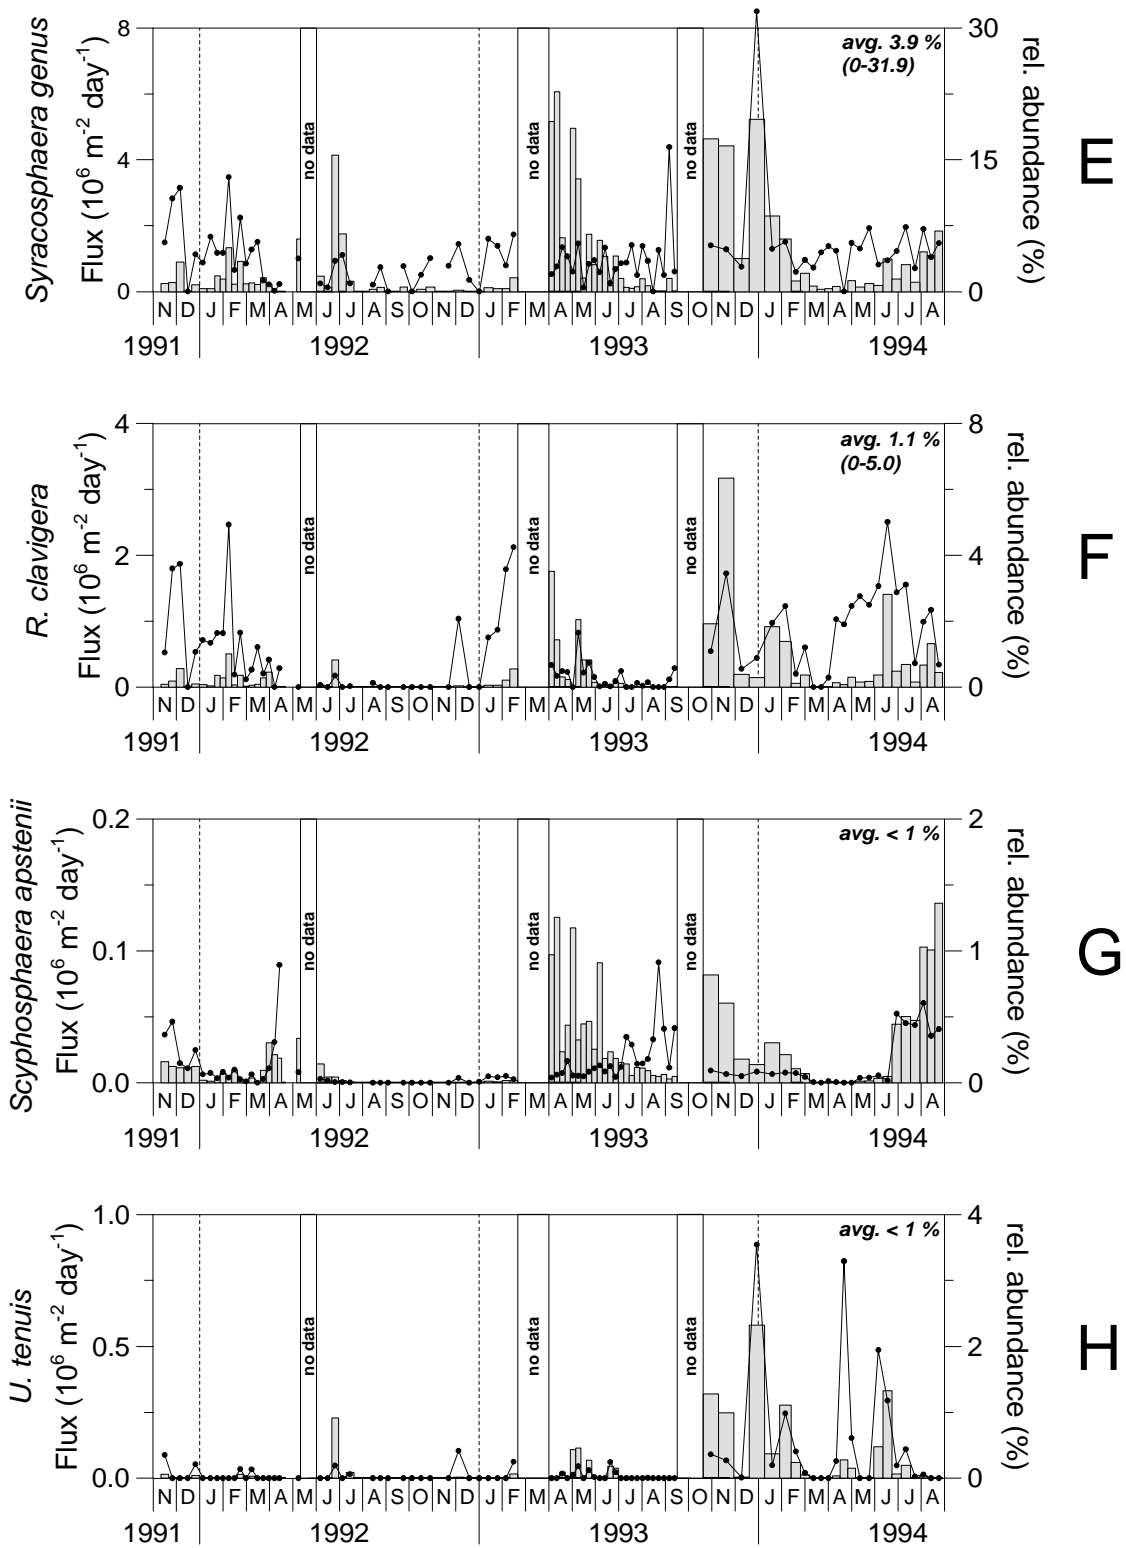 Syracosphaera genus
Flux (10⁶ m⁻² day⁻¹)
8
4
0
30
15
0
rel. abundance (%)
avg. 3.9 %
(0-31.9)
no data
no data
no data
E
N D J F M A M J J A S O N D J F M A M J J A S O N D J F M A M J J A
1991 1992 1993 1994
R. clavigera
Flux (10⁶ m⁻² day⁻¹)
4
2
0
8
4
0
rel. abundance (%)
avg. 1.1 %
(0-5.0)
no data
no data
no data
F
N D J F M A M J J A S O N D J F M A M J J A S O N D J F M A M J J A
1991 1992 1993 1994
Scyphosphaera apstenii
Flux (10⁶ m⁻² day⁻¹)
0.2
0.1
0.0
2
1
0
rel. abundance (%)
avg. < 1 %
no data
no data
no data
G
N D J F M A M J J A S O N D J F M A M J J A S O N D J F M A M J J A
1991 1992 1993 1994
U. tenuis
Flux (10⁶ m⁻² day⁻¹)
1.0
0.5
0.0
4
2
0
rel. abundance (%)
avg. < 1 %
no data
no data
no data
H
N D J F M A M J J A S O N D J F M A M J J A S O N D J F M A M J J A
1991 1992 1993 1994